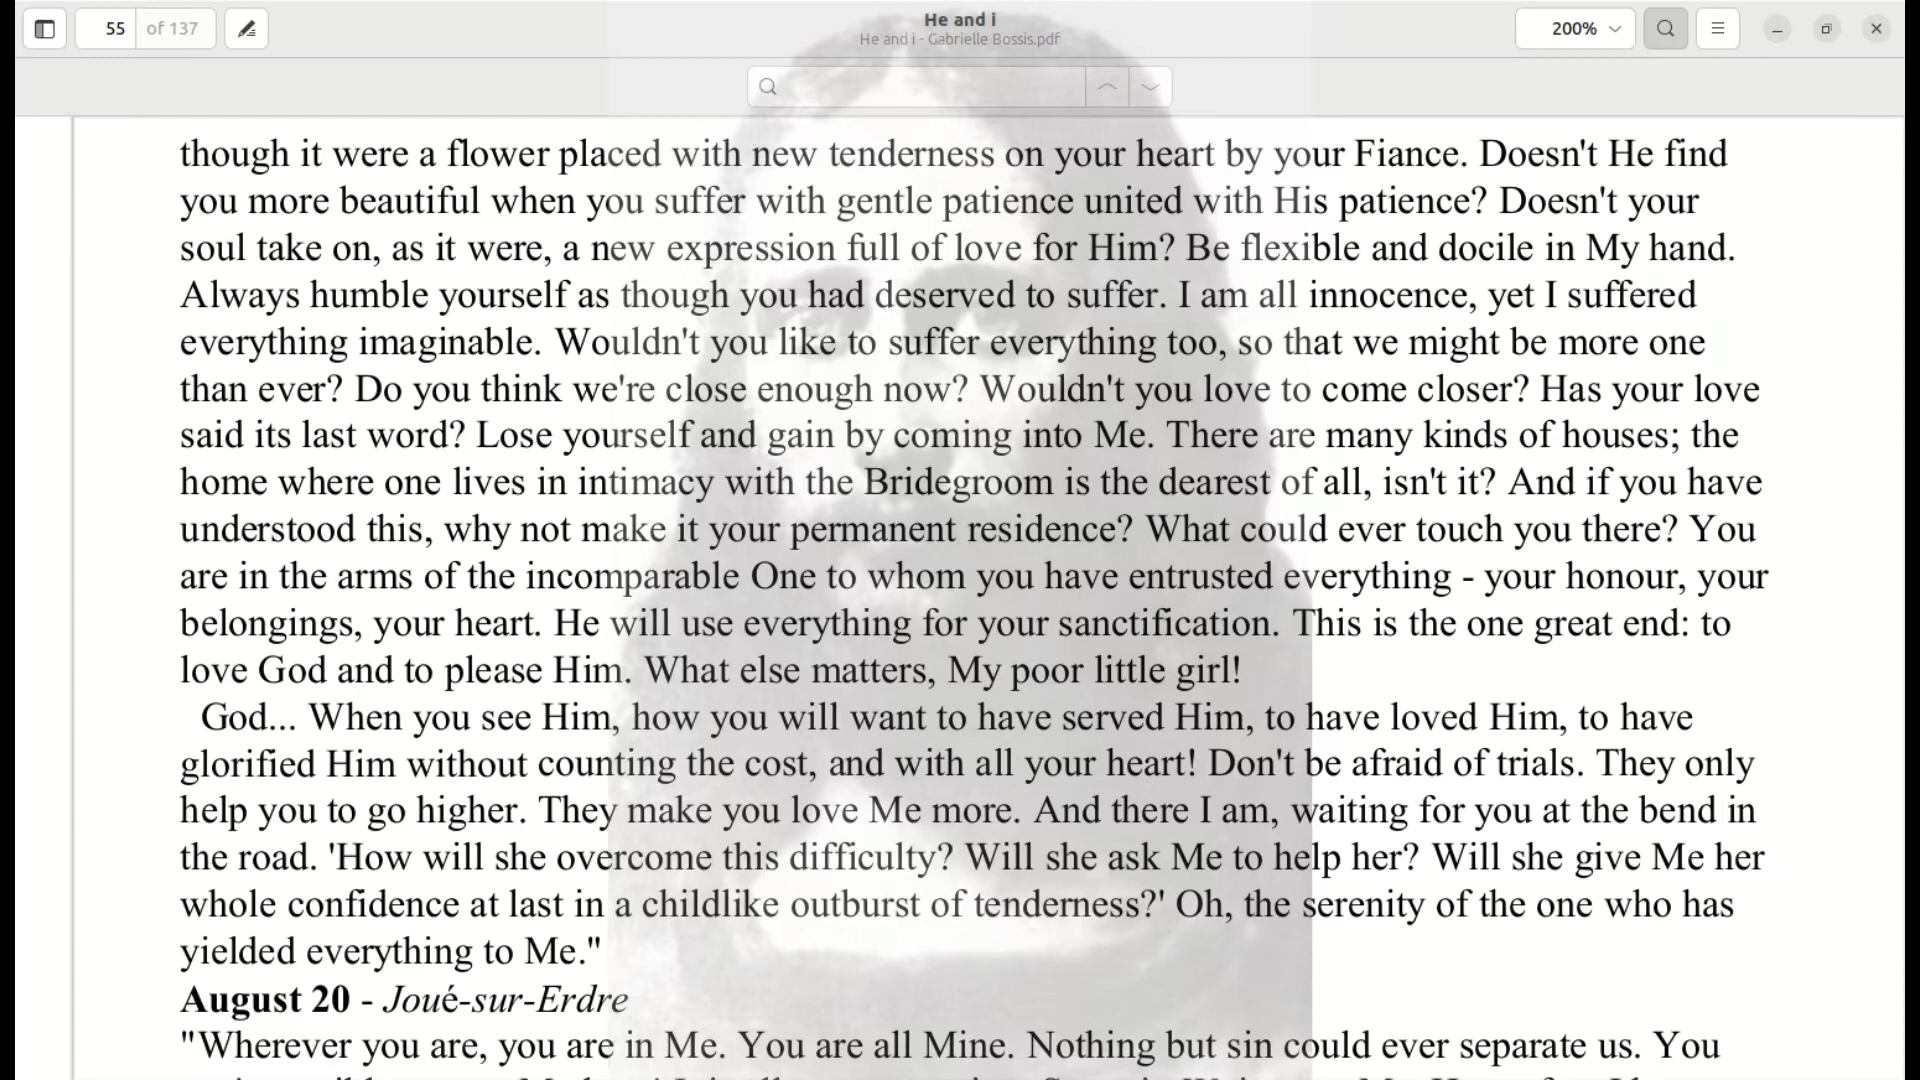 55 of 137
He and i
He and i - Gabrielle Bossis.pdf
200%
though it were a flower placed with new tenderness on your heart by your Fiance. Doesn't He find
you more beautiful when you suffer with gentle patience united with His patience? Doesn't your
soul take on, as it were, a new expression full of love for Him? Be flexible and docile in My hand.
Always humble yourself as though you had deserved to suffer. I am all innocence, yet I suffered
everything imaginable. Wouldn't you like to suffer everything too, so that we might be more one
than ever? Do you think we're close enough now? Wouldn't you love to come closer? Has your love
said its last word? Lose yourself and gain by coming into Me. There are many kinds of houses; the
home where one lives in intimacy with the Bridegroom is the dearest of all, isn't it? And if you have
understood this, why not make it your permanent residence? What could ever touch you there? You
are in the arms of the incomparable One to whom you have entrusted everything - your honour, your
belongings, your heart. He will use everything for your sanctification. This is the one great end: to
love God and to please Him. What else matters, My poor little girl!
God... When you see Him, how you will want to have served Him, to have loved Him, to have
glorified Him without counting the cost, and with all your heart! Don't be afraid of trials. They only
help you to go higher. They make you love Me more. And there I am, waiting for you at the bend in
the road. 'How will she overcome this difficulty? Will she ask Me to help her? Will she give Me her
whole confidence at last in a childlike outburst of tenderness?' Oh, the serenity of the one who has
yielded everything to Me."
August 20 - Joué-sur-Erdre
"Wherever you are, you are in Me. You are all Mine. Nothing but sin could ever separate us. You